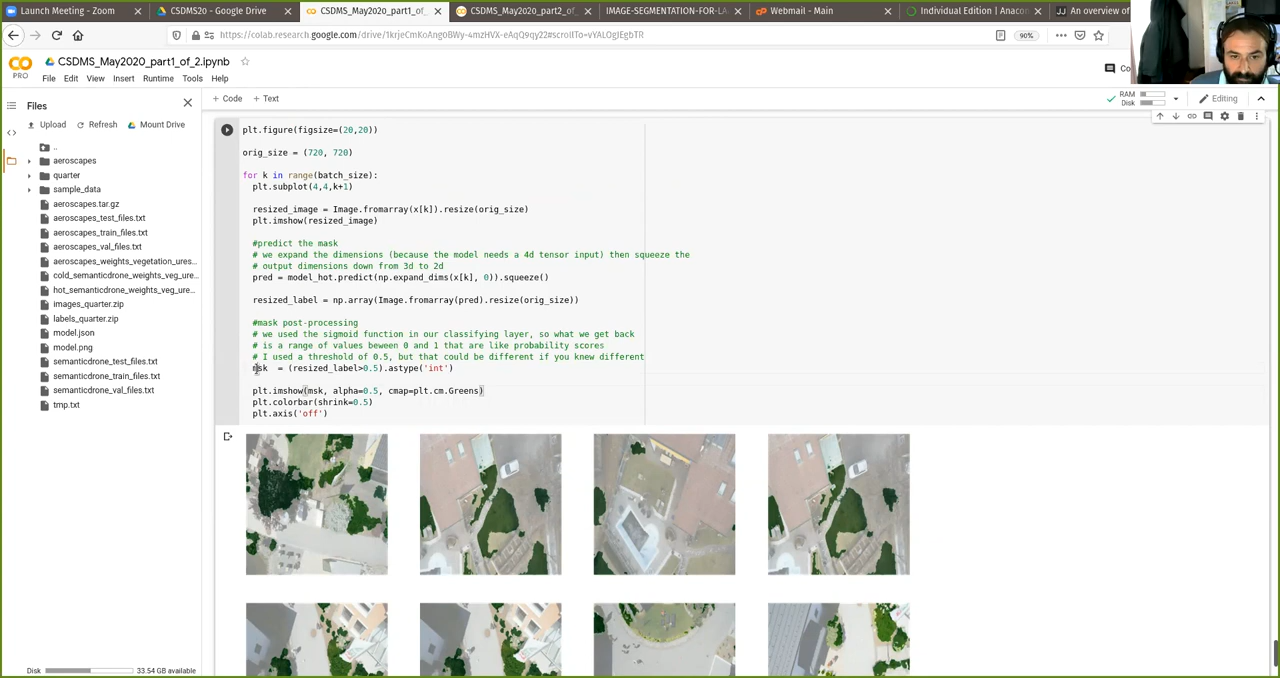 Launch Meeting - Zoom
CSDMS20 - Google Drive
CSDMS_May2020_part1_of_
CSDMS_May2020_part2_of_
IMAGE-SEGMENTATION-FOR-LA
Webmail - Main
Individual Edition | Anacon
An overview of
https://colab.research.google.com/drive/
90%
PRO
CSDMS_May2020_part1_of_2.ipynb
File Edit View Insert Runtime Tools Help
Co
Files
+ Code + Text
RAM
Disk
Editing
Upload Refresh Mount Drive
..
aeroscapes
quarter
sample_data
aeroscapes.tar.gz
aeroscapes_test_files.txt
aeroscapes_train_files.txt
aeroscapes_val_files.txt
aeroscapes_weights_vegetation_ures...
cold_semanticdrone_weights_veg_ure...
hot_semanticdrone_weights_veg_ure...
images_quarter.zip
labels_quarter.zip
model.json
model.png
semanticdrone_test_files.txt
semanticdrone_train_files.txt
semanticdrone_val_files.txt
tmp.txt
Disk 33.54 GB available
plt.figure(figsize=(20,20))
orig_size = (720, 720)
for k in range(batch_size):
plt.subplot(4,4,k+1)
resized_image = Image.fromarray(x[k]).resize(orig_size)
plt.imshow(resized_image)
#predict the mask
# we expand the dimensions (because the model needs a 4d tensor input) then squeeze the
# output dimensions down from 3d to 2d
pred = model_hot.predict(np.expand_dims(x[k], 0)).squeeze()
resized_label = np.array(Image.fromarray(pred).resize(orig_size))
#mask post-processing
# we used the sigmoid function in our classifying layer, so what we get back
# is a range of values beween 0 and 1 that are like probability scores
# I used a threshold of 0.5, but that could be different if you knew different
msk = (resized_label>0.5).astype('int')
plt.imshow(msk, alpha=0.5, cmap=plt.cm.Greens)
plt.colorbar(shrink=0.5)
plt.axis('off')